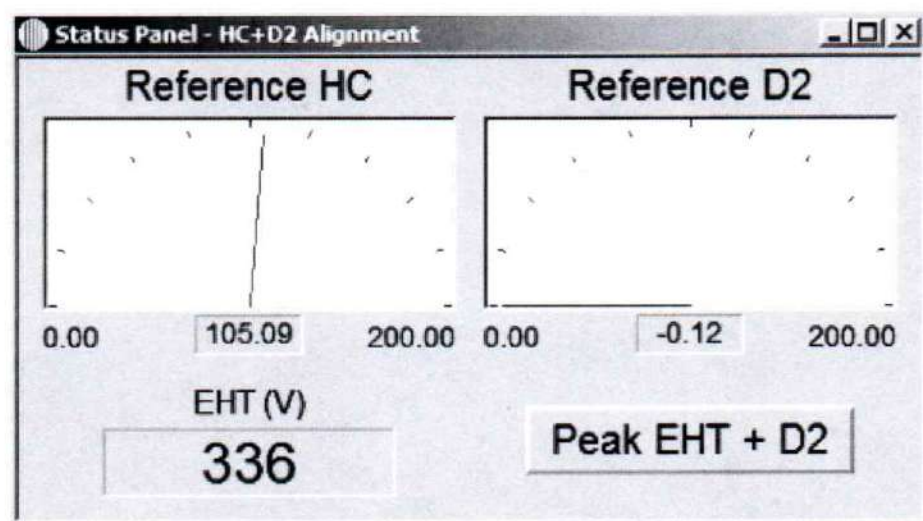 Status Panel - HC+D2 Alignment
Reference HC
Reference D2
0.00
105.09
200.00
0.00
-0.12
200.00
EHT (V)
336
Peak EHT + D2